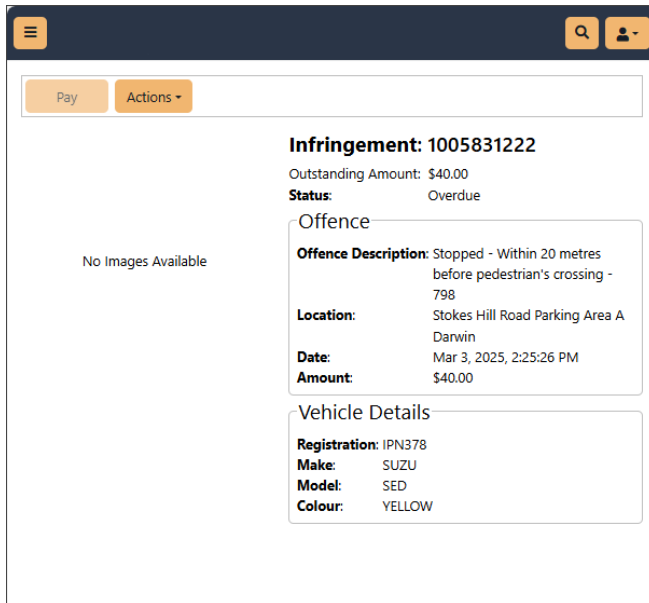 Pay
Actions
Infringement: 1005831222
Outstanding Amount: $40.00
Status: Overdue
Offence
No Images Available
Offence Description: Stopped - Within 20 metres
before pedestrian's crossing -
798
Location: Stokes Hill Road Parking Area A
Darwin
Date: Mar 3, 2025, 2:25:26 PM
Amount: $40.00
Vehicle Details
Registration: IPN378
Make: SUZU
Model: SED
Colour: YELLOW